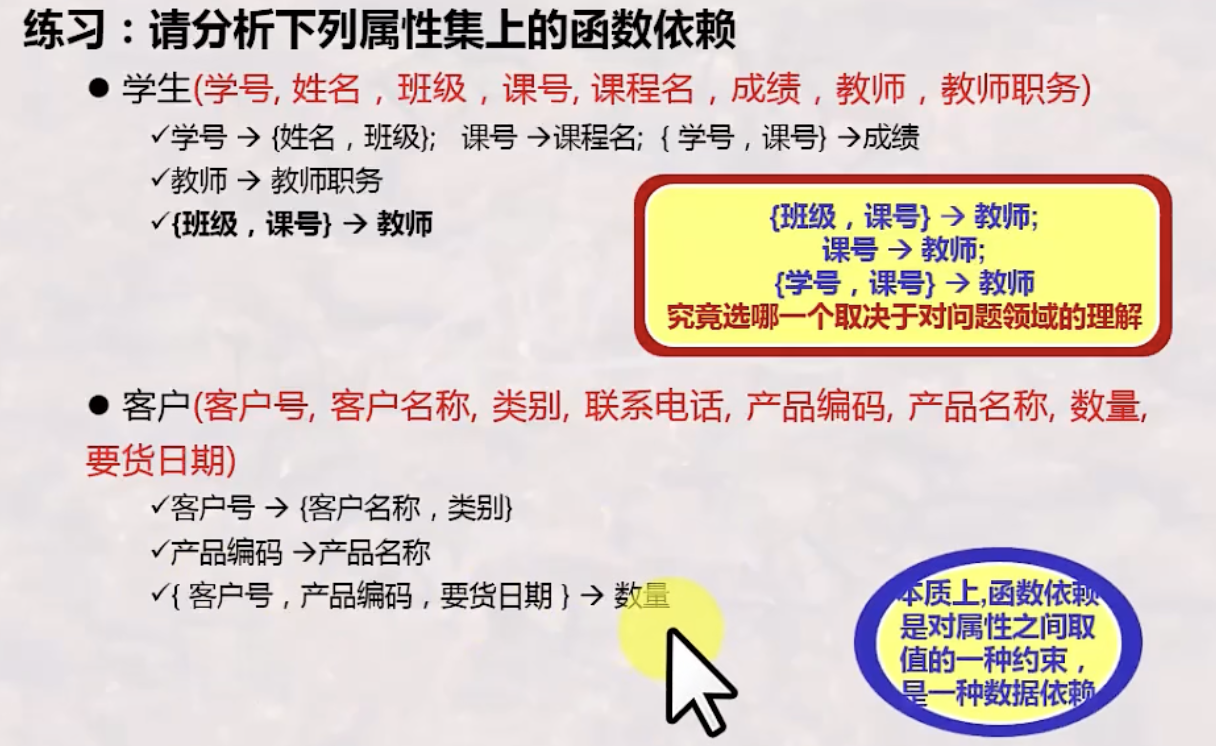 练习：请分析下列属性集上的函数依赖
● 学生(学号, 姓名，班级，课号, 课程名，成绩，教师，教师职务)
✓学号 → {姓名，班级}; 课号 →课程名; { 学号，课号} →成绩
✓教师 → 教师职务
✓{班级，课号} → 教师
{班级，课号} → 教师;
课号 → 教师;
{学号，课号} → 教师
究竟选哪一个取决于对问题领域的理解
● 客户(客户号, 客户名称, 类别, 联系电话, 产品编码, 产品名称, 数量,
要货日期)
✓客户号 → {客户名称，类别}
✓产品编码 →产品名称
✓{ 客户号，产品编码，要货日期 } → 数量
本质上,函数依赖
是对属性之间取
值的一种约束，
是一种数据依赖